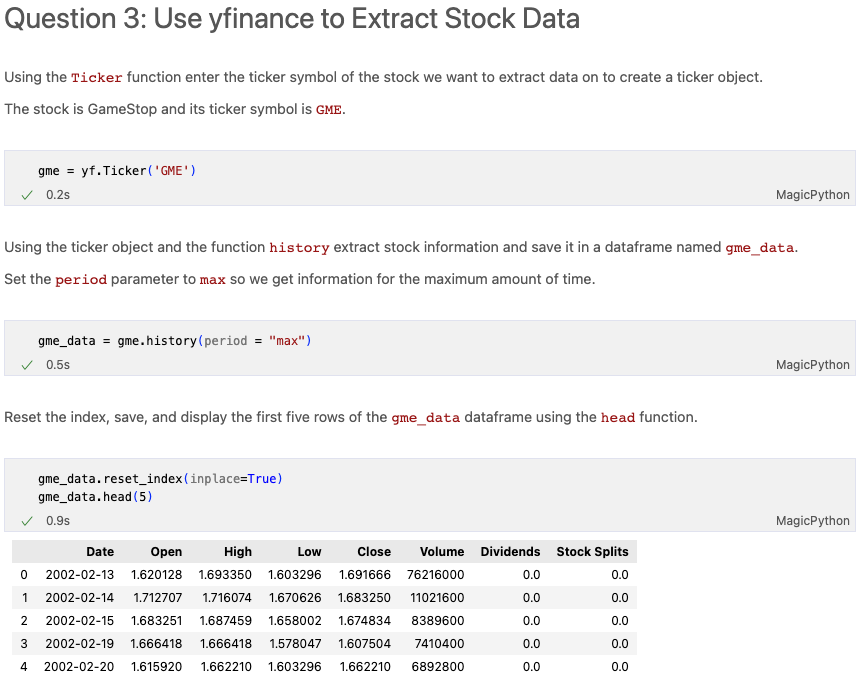 Question 3: Use yfinance to Extract Stock Data
Using the Ticker function enter the ticker symbol of the stock we want to extract data on to create a ticker object.
The stock is GameStop and its ticker symbol is GME.
gme = yf.Ticker('GME')
✓ 0.2s MagicPython
Using the ticker object and the function history extract stock information and save it in a dataframe named gme_data.
Set the period parameter to max so we get information for the maximum amount of time.
gme_data = gme.history(period = "max")
✓ 0.5s MagicPython
Reset the index, save, and display the first five rows of the gme_data dataframe using the head function.
gme_data.reset_index(inplace=True)
gme_data.head(5)
✓ 0.9s MagicPython
Date Open High Low Close Volume Dividends Stock Splits
0 2002-02-13 1.620128 1.693350 1.603296 1.691666 76216000 0.0 0.0
1 2002-02-14 1.712707 1.716074 1.670626 1.683250 11021600 0.0 0.0
2 2002-02-15 1.683251 1.687459 1.658002 1.674834 8389600 0.0 0.0
3 2002-02-19 1.666418 1.666418 1.578047 1.607504 7410400 0.0 0.0
4 2002-02-20 1.615920 1.662210 1.603296 1.662210 6892800 0.0 0.0